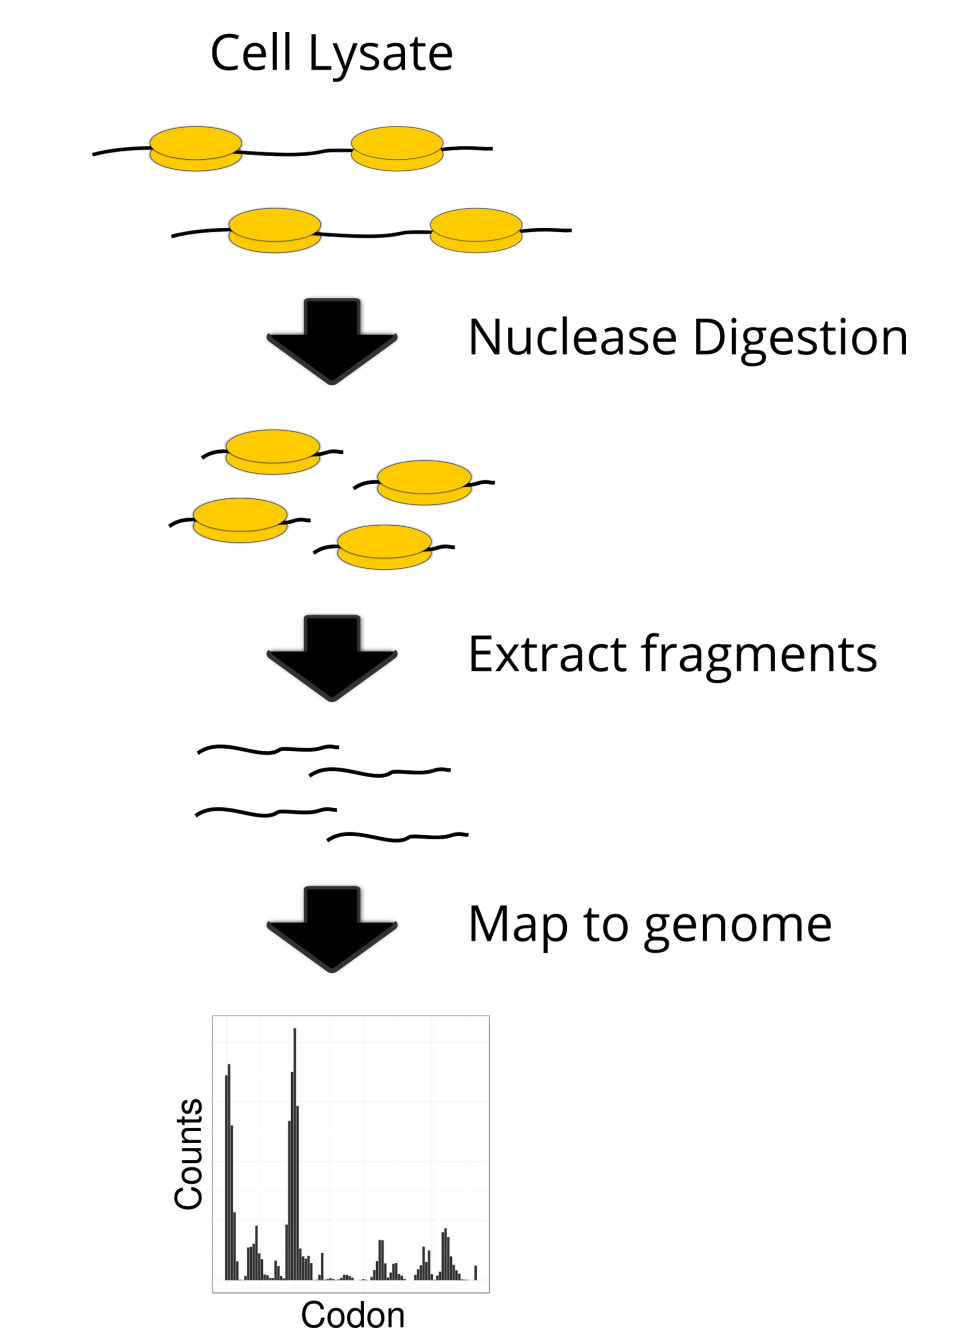 Cell Lysate
Nuclease Digestion
Extract fragments
Map to genome
Counts
Codon